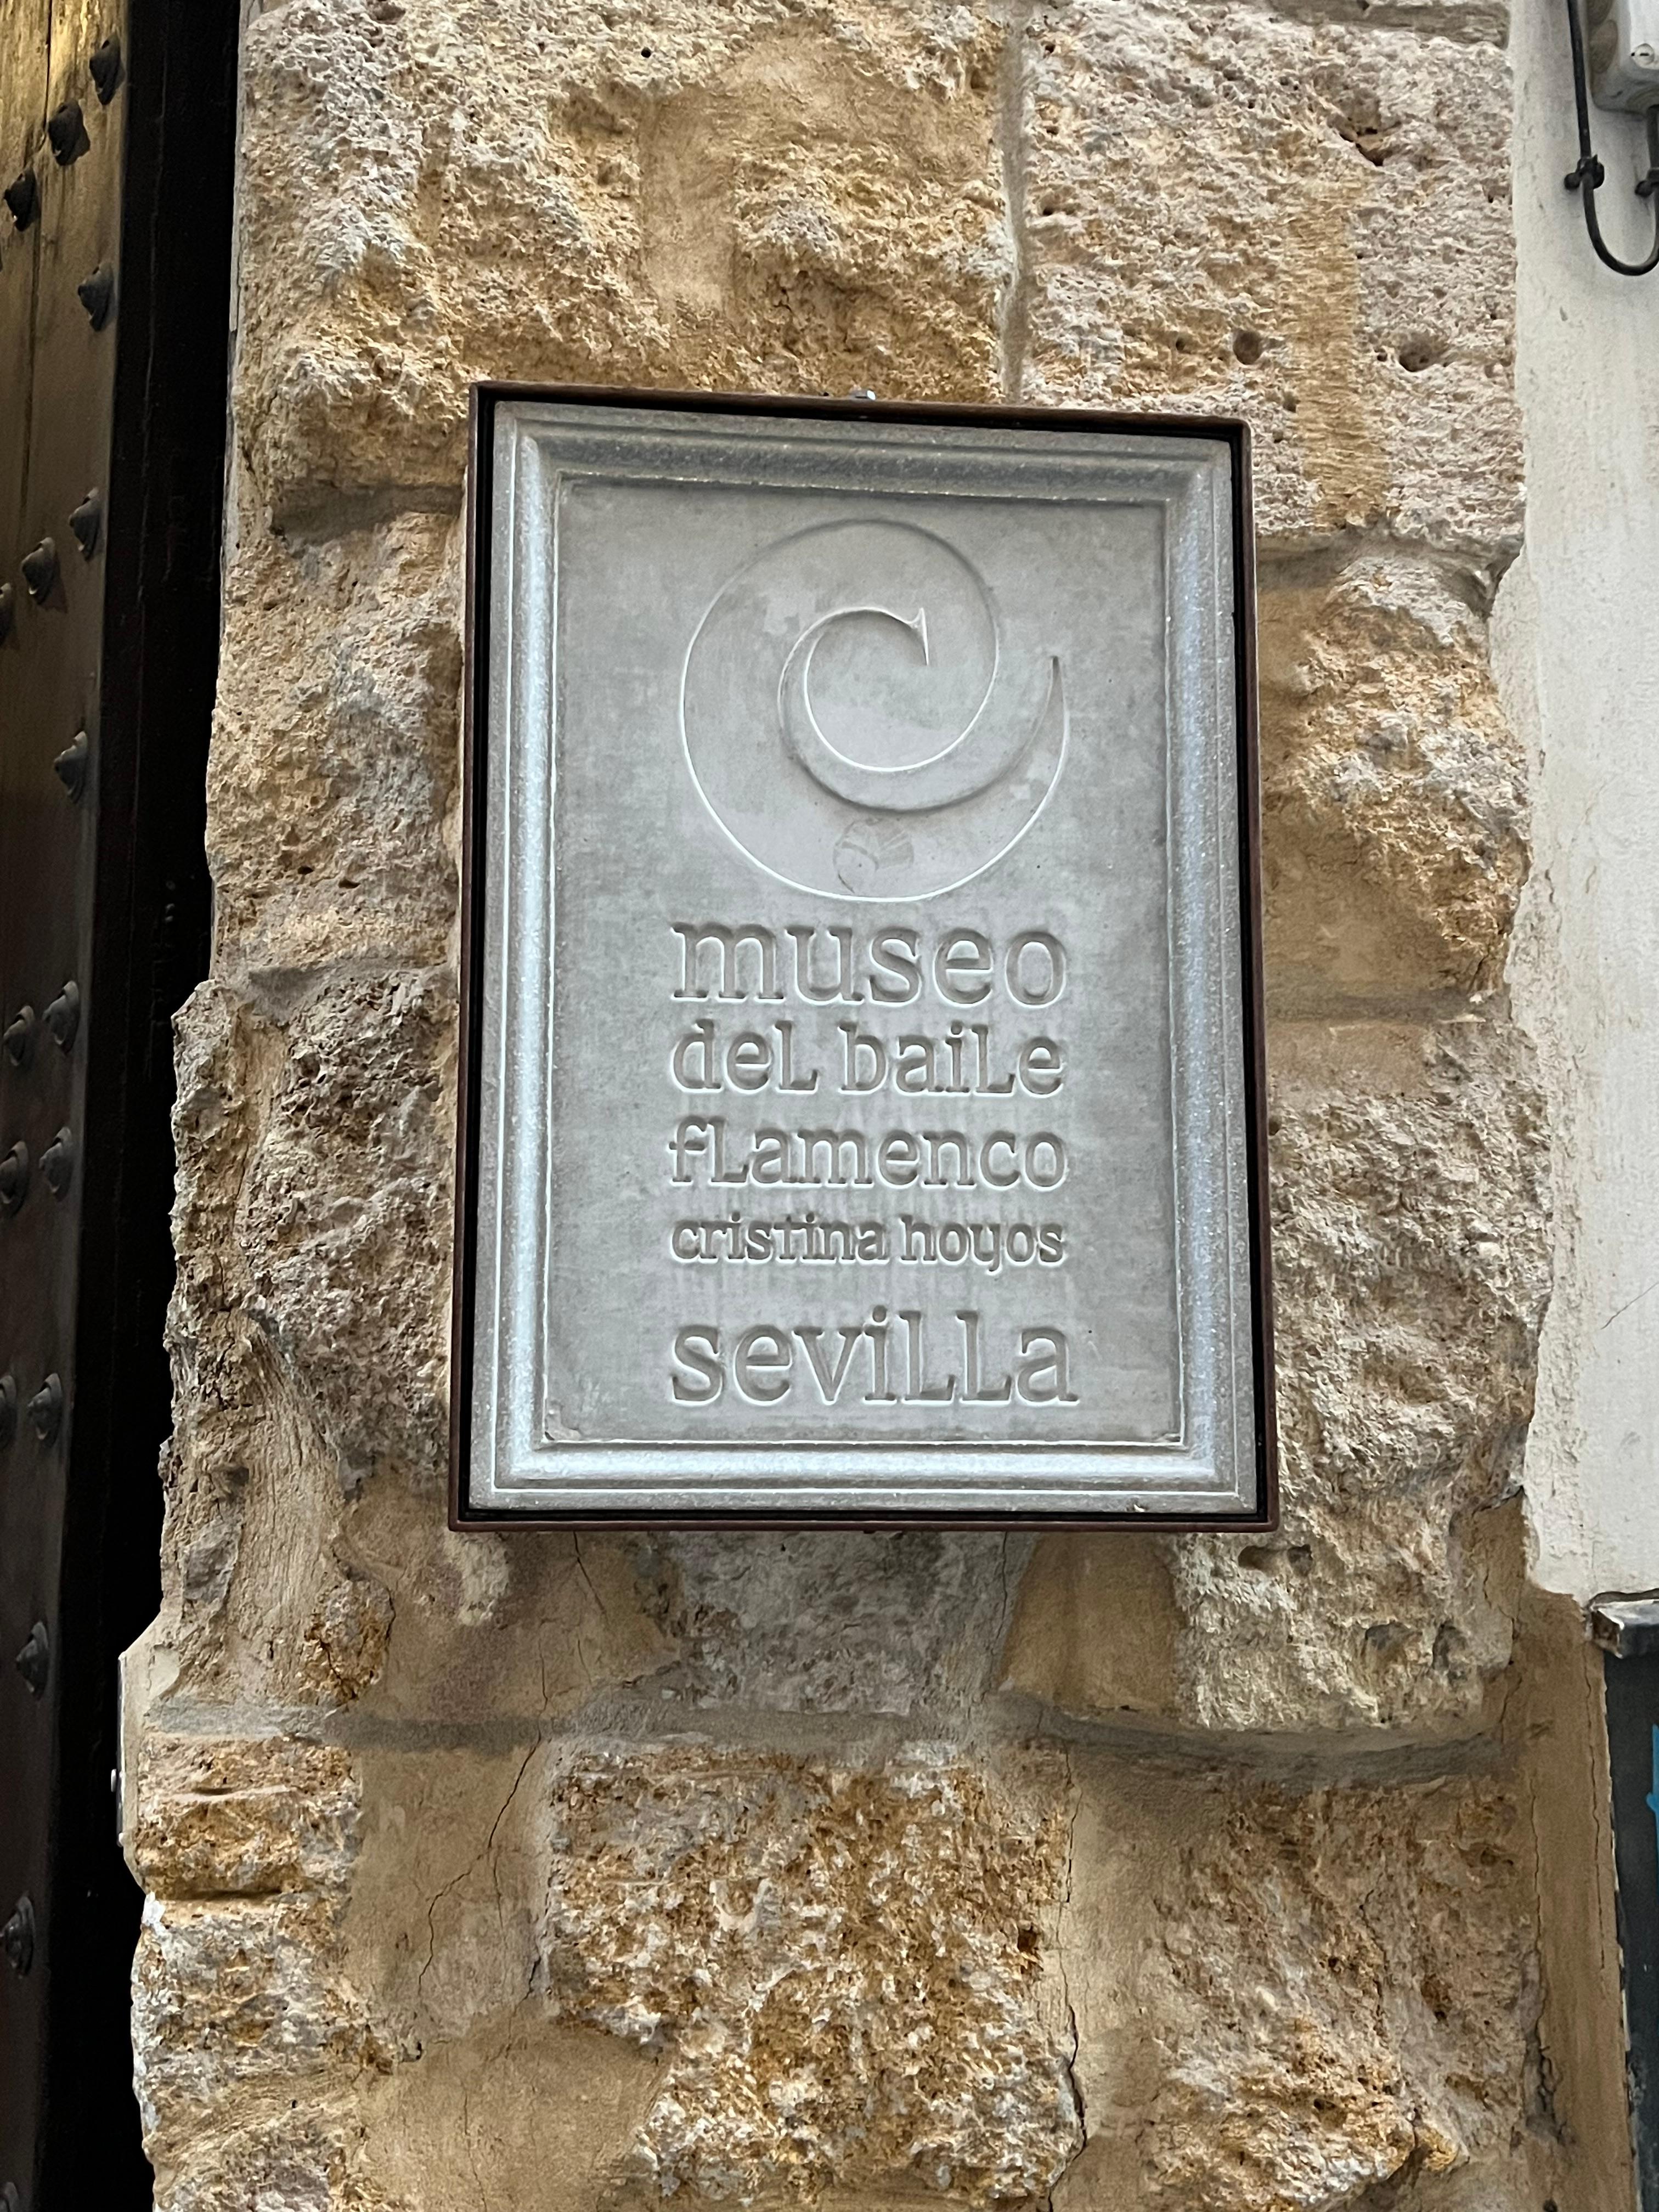 museo
del baile
flamenco
cristina hoyos
sevilla